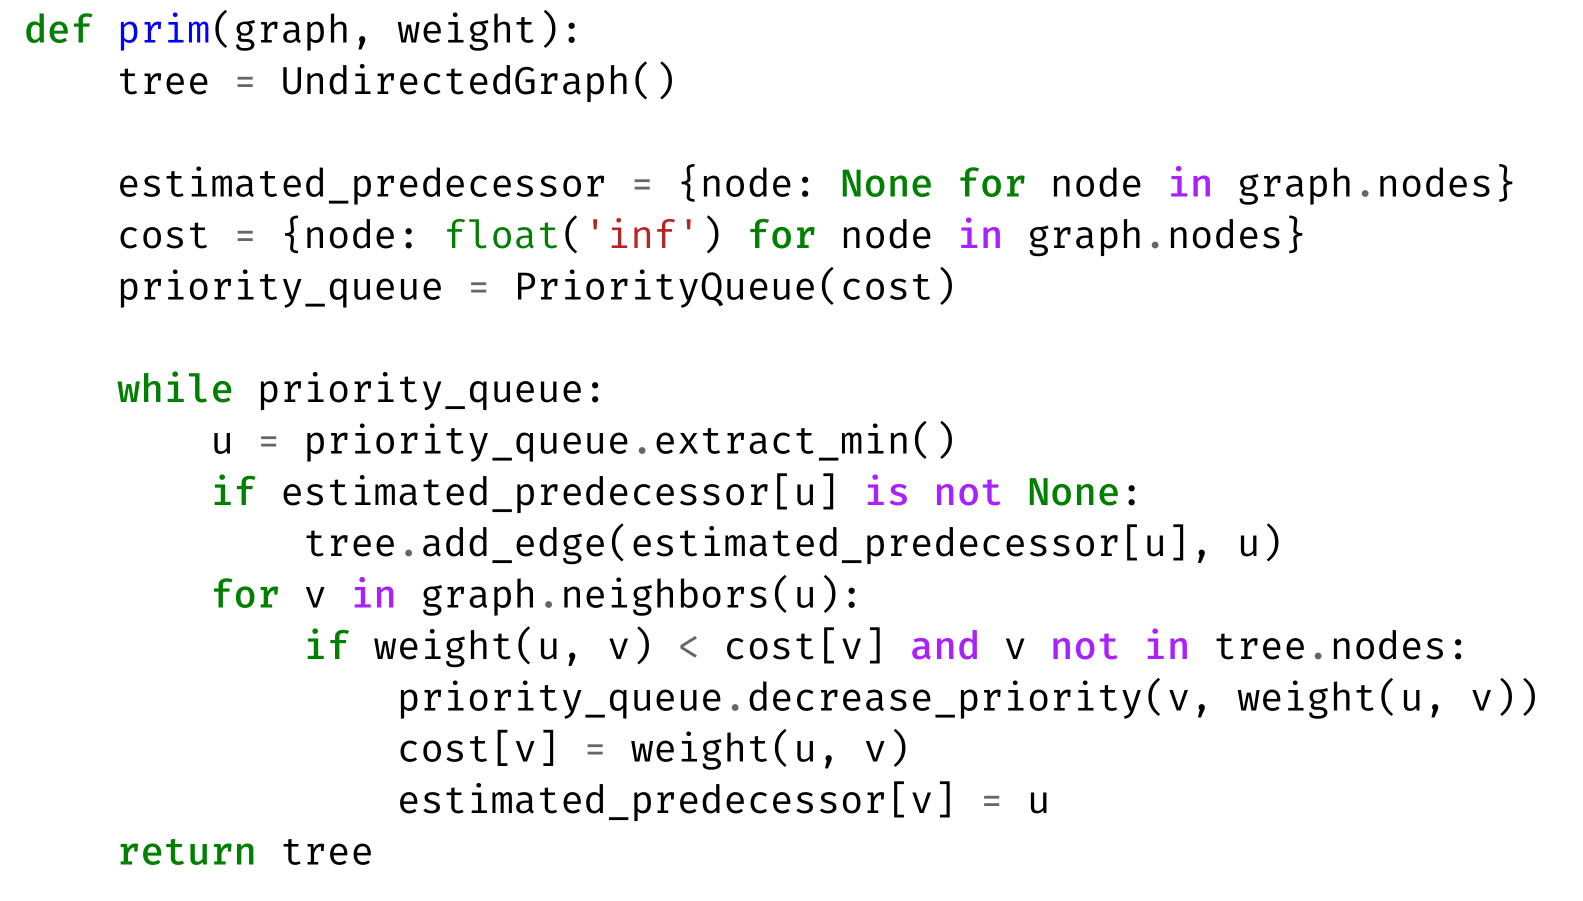 def prim(graph, weight):
    tree = UndirectedGraph()

    estimated_predecessor = {node: None for node in graph.nodes}
    cost = {node: float('inf') for node in graph.nodes}
    priority_queue = PriorityQueue(cost)

    while priority_queue:
        u = priority_queue.extract_min()
        if estimated_predecessor[u] is not None:
            tree.add_edge(estimated_predecessor[u], u)
        for v in graph.neighbors(u):
            if weight(u, v) < cost[v] and v not in tree.nodes:
                priority_queue.decrease_priority(v, weight(u, v))
                cost[v] = weight(u, v)
                estimated_predecessor[v] = u
    return tree